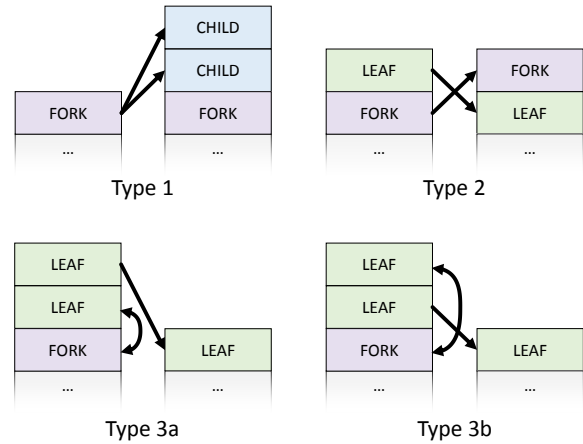 CHILD
CHILD
FORK
FORK
...
...
Type 1
LEAF
FORK
FORK
LEAF
...
...
Type 2
LEAF
LEAF
FORK
LEAF
...
...
Type 3a
LEAF
LEAF
FORK
LEAF
...
...
Type 3b